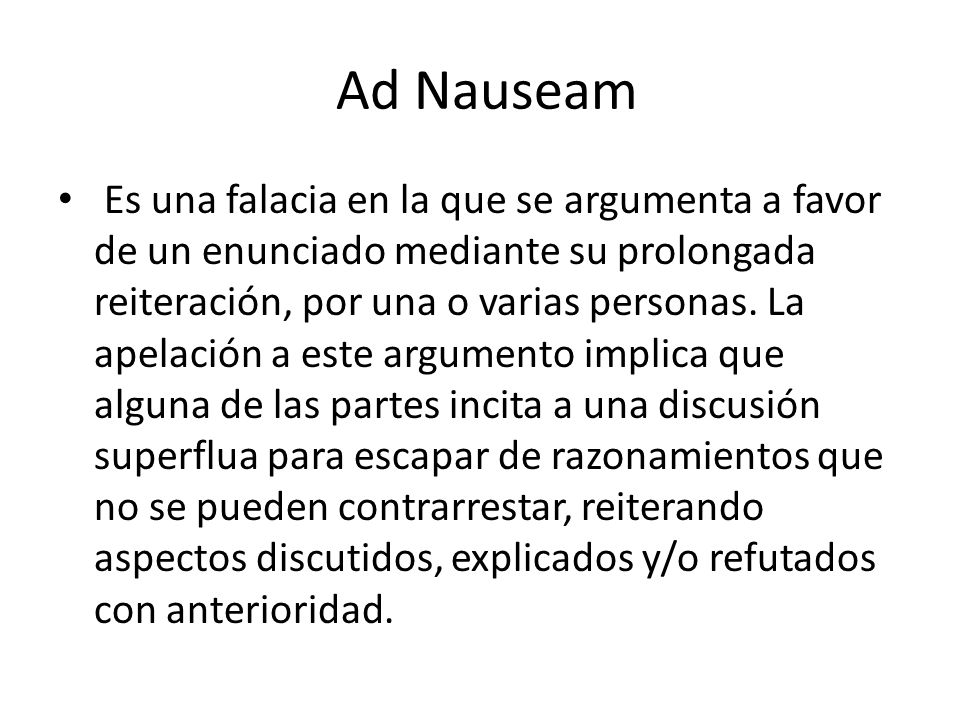 Ad Nauseam
• Es una falacia en la que se argumenta a favor
de un enunciado mediante su prolongada
reiteración, por una o varias personas. La
apelación a este argumento implica que
alguna de las partes incita a una discusión
superflua para escapar de razonamientos que
no se pueden contrarrestar, reiterando
aspectos discutidos, explicados y/o refutados
con anterioridad.